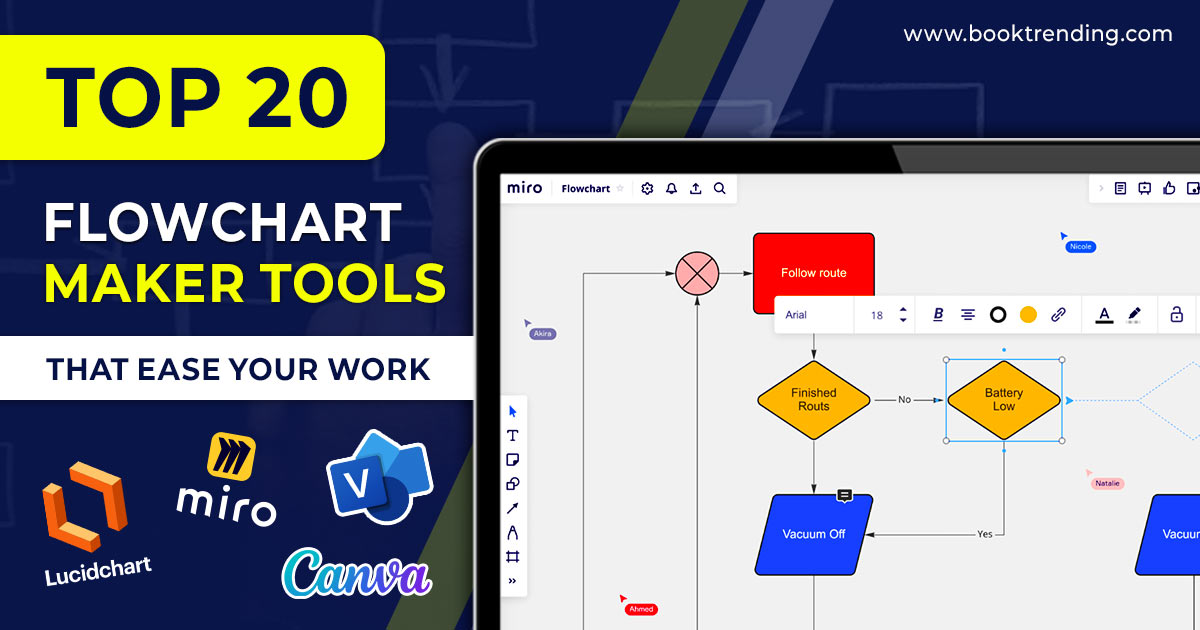 www.booktrending.com
TOP 20
FLOWCHART
MAKER TOOLS
THAT EASE YOUR WORK
Lucidchart
miro
V
Canva
miro
Flowchart
Follow route
Nicole
Arial
18
B
A
Akira
Finished
Routs
No
Battery
Low
T
Natalie
Vacuum Off
Yes
Vacuu
Ahmed